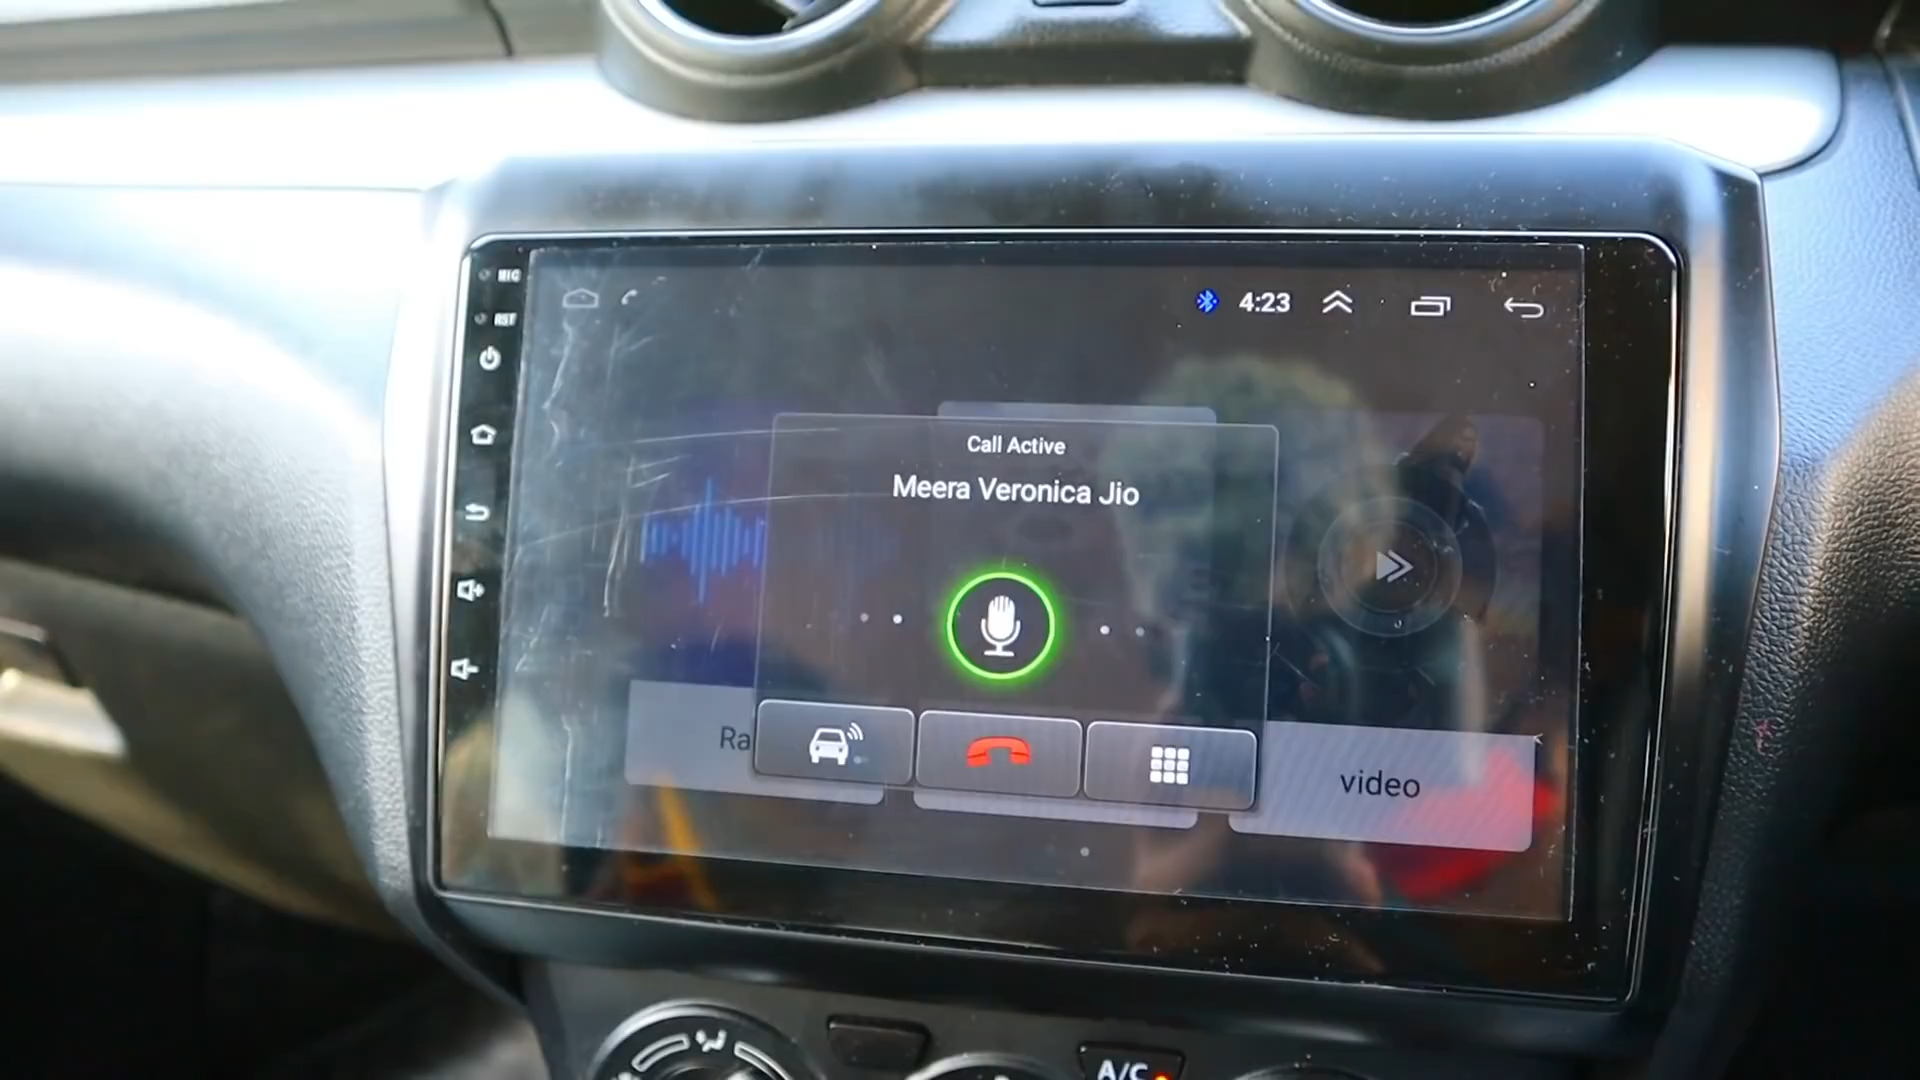 MIC
RST
4:23
Call Active
Meera Veronica Jio
Ra
video
A/C